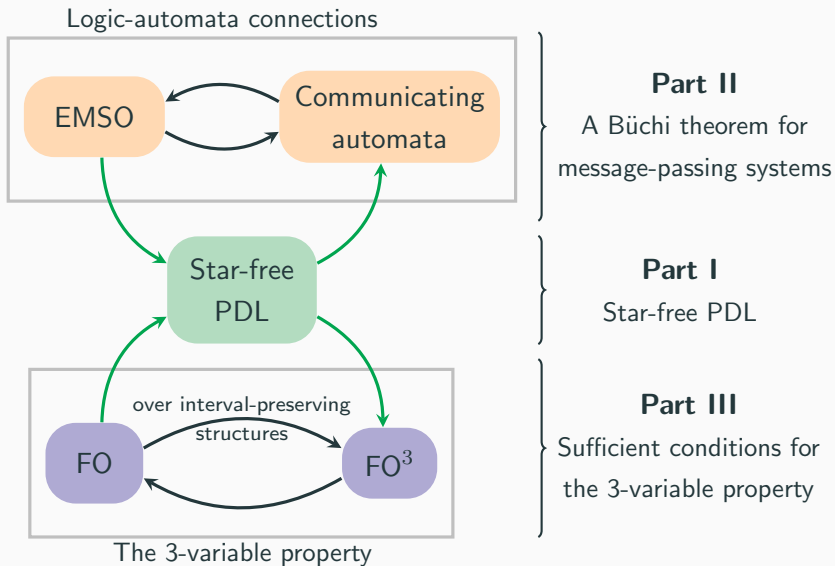 Logic-automata connections
EMSO
Communicating
automata
Part II
A Büchi theorem for
message-passing systems
Star-free
PDL
Part I
Star-free PDL
over interval-preserving
structures
FO
FO³
Part III
Sufficient conditions for
the 3-variable property
The 3-variable property